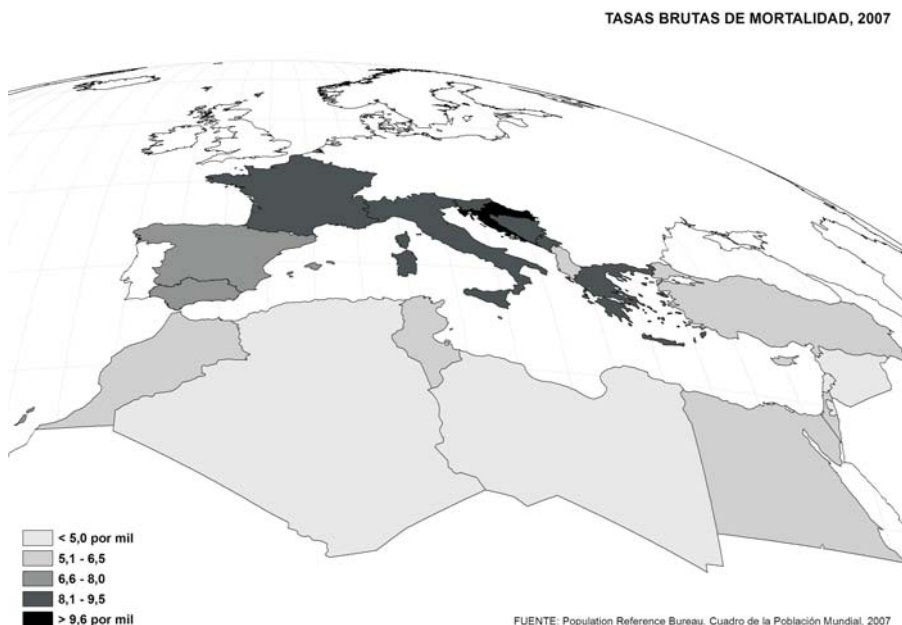 TASAS BRUTAS DE MORTALIDAD, 2007
< 5,0 por mil
5,1 - 6,5
6,6 - 8,0
8,1 - 9,5
> 9,6 por mil
FUENTE: Population Reference Bureau. Cuadro de la Población Mundial. 2007